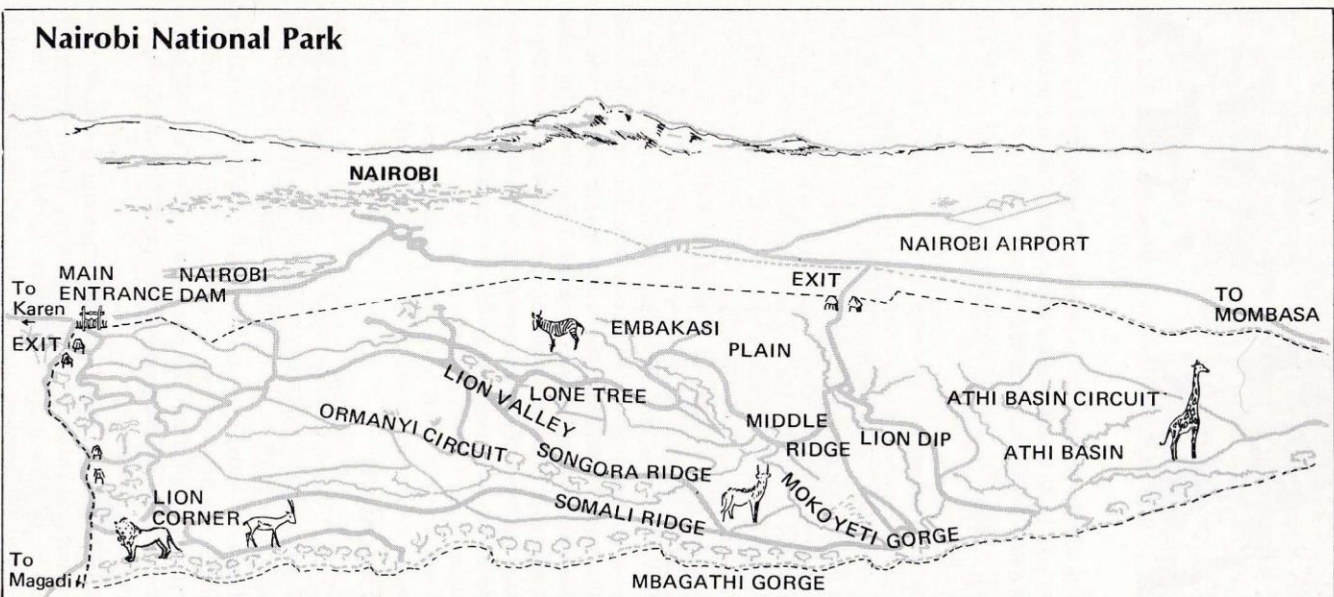 Nairobi National Park
NAIROBI
NAIROBI AIRPORT
MAIN
ENTRANCE
NAIROBI
DAM
To
Karen
EXIT
EXIT
TO
MOMBASA
EMBAKASI
PLAIN
LION VALLEY
LONE TREE
ORMANYI CIRCUIT
SONGORA RIDGE
MIDDLE
RIDGE
LION DIP
ATHI BASIN CIRCUIT
ATHI BASIN
MOKOYETI GORGE
SOMALI RIDGE
LION
CORNER
To
Magadi
MBAGATHI GORGE